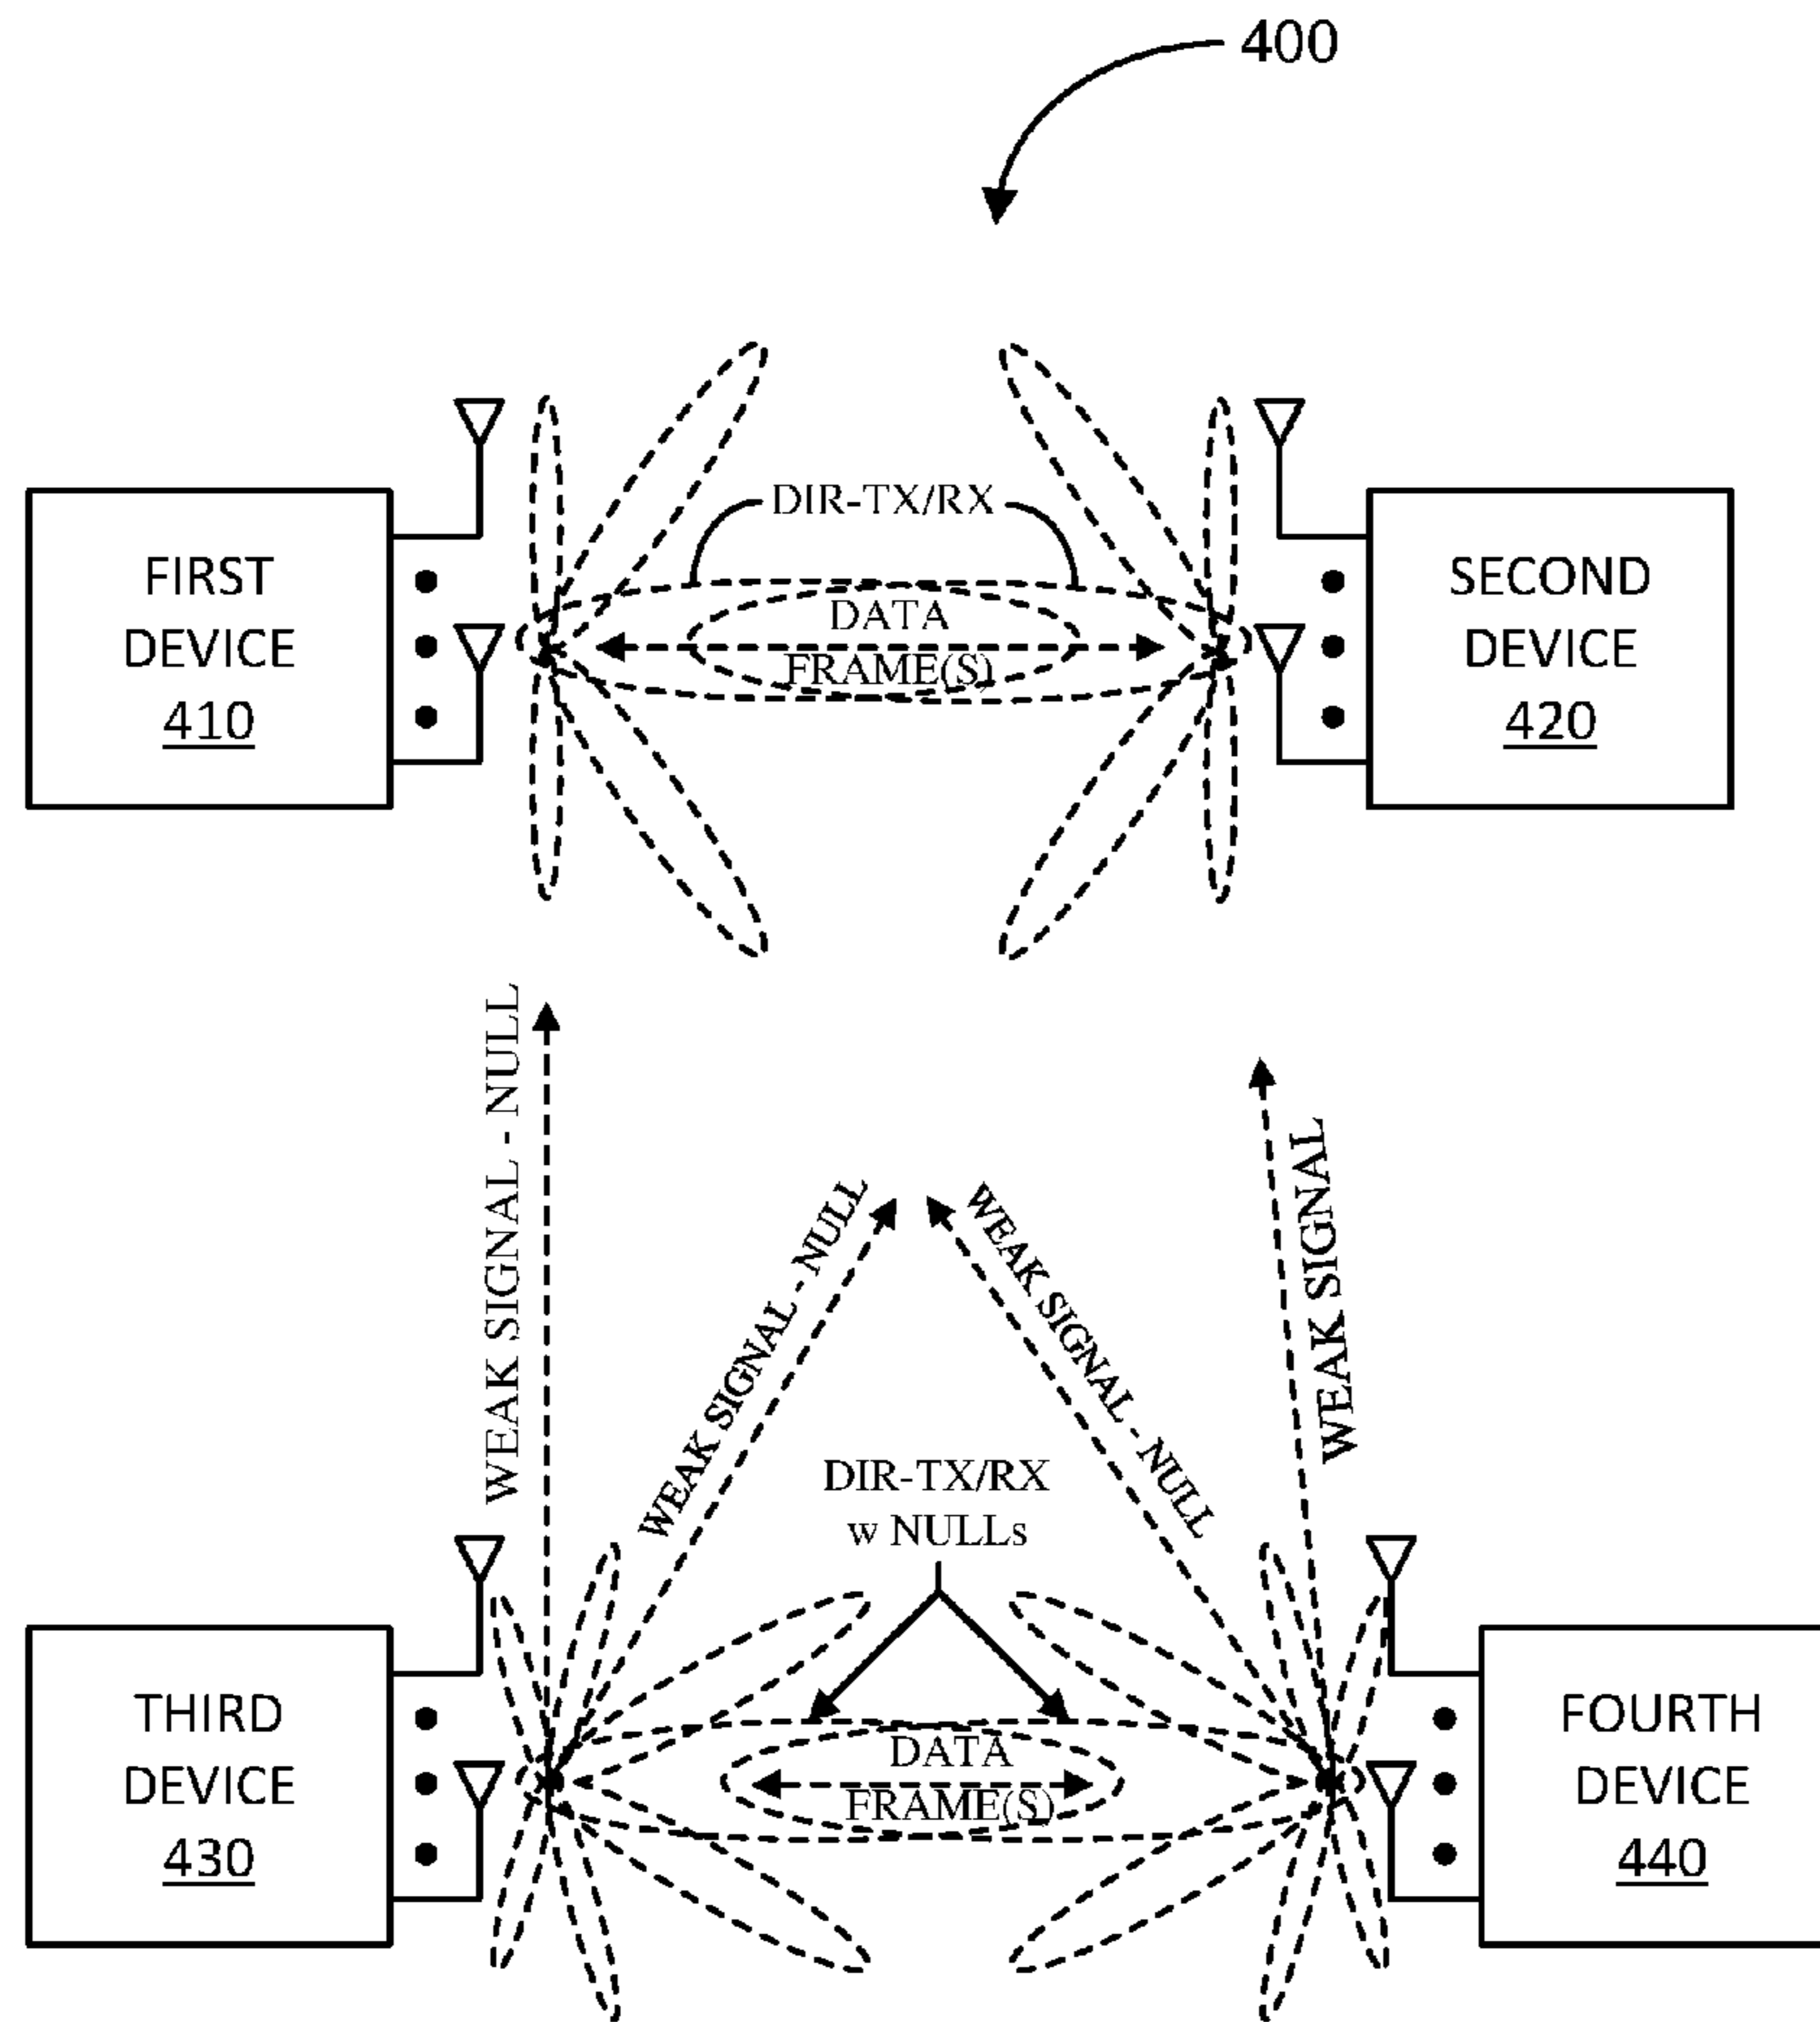 400
DIR-TX/RX
FIRST
DEVICE
410
DATA
FRAME(S)
SECOND
DEVICE
420
WEAK SIGNAL - NULL
WEAK SIGNAL - NULL
WEAK SIGNAL - NULL
WEAK SIGNAL
DIR-TX/RX
w NULLs
THIRD
DEVICE
430
DATA
FRAME(S)
FOURTH
DEVICE
440